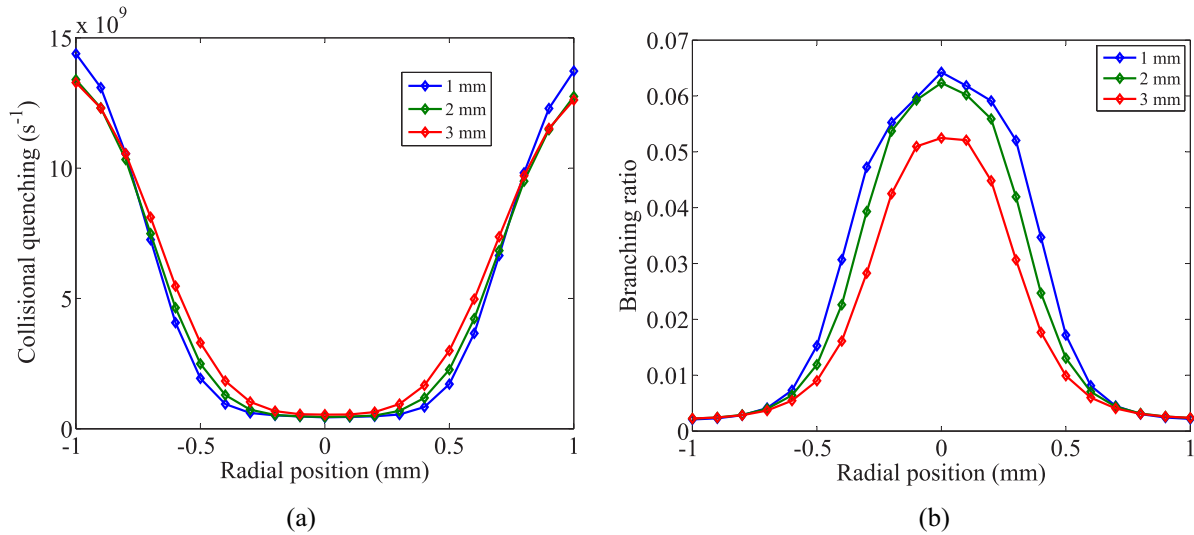 x 10⁹
15
10
5
0
Collisional quenching (s⁻¹)
1 mm
2 mm
3 mm
-1
-0.5
0
0.5
1
Radial position (mm)
(a)
0.07
0.06
0.05
0.04
0.03
0.02
0.01
0
Branching ratio
1 mm
2 mm
3 mm
-1
-0.5
0
0.5
1
Radial position (mm)
(b)